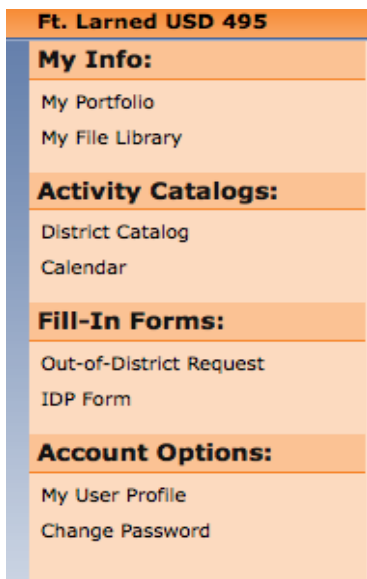 Ft. Larned USD 495
My Info:
My Portfolio
My File Library
Activity Catalogs:
District Catalog
Calendar
Fill-In Forms:
Out-of-District Request
IDP Form
Account Options:
My User Profile
Change Password